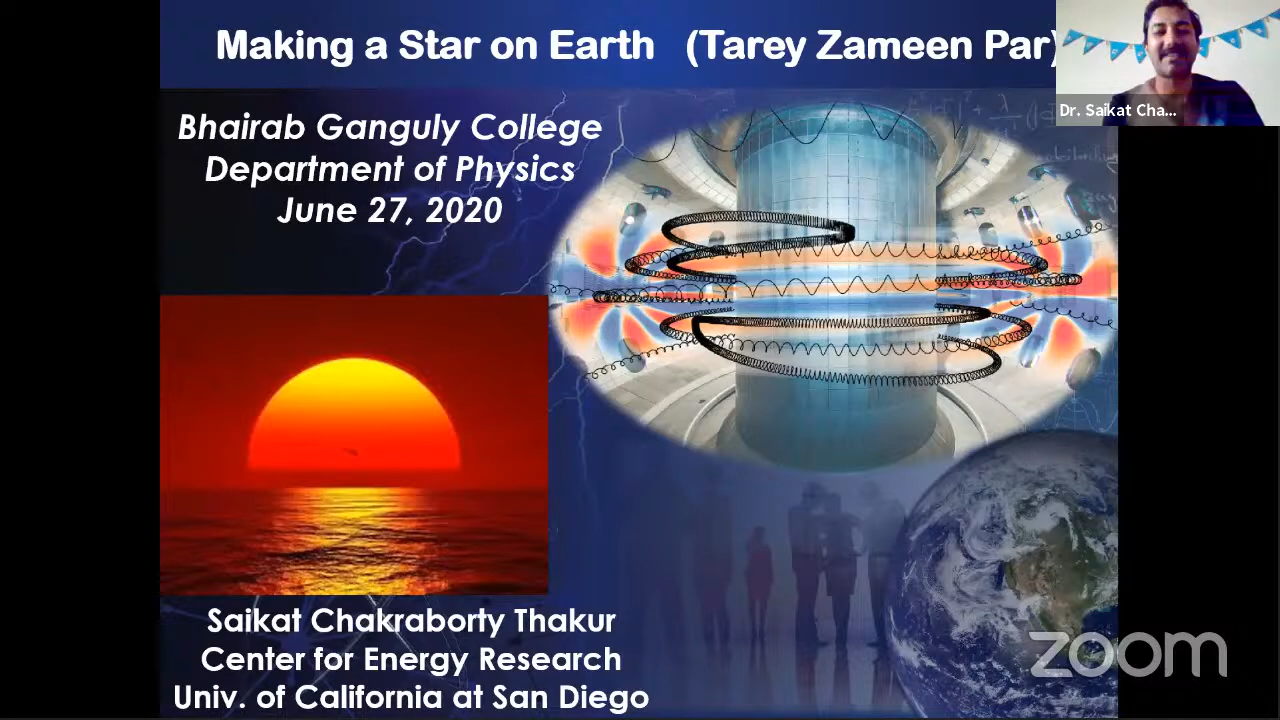 Making a Star on Earth (Tarey Zameen Par)
Dr. Saikat Cha...
Bhairab Ganguly College
Department of Physics
June 27, 2020
Saikat Chakraborty Thakur
Center for Energy Research
Univ. of California at San Diego
zoom